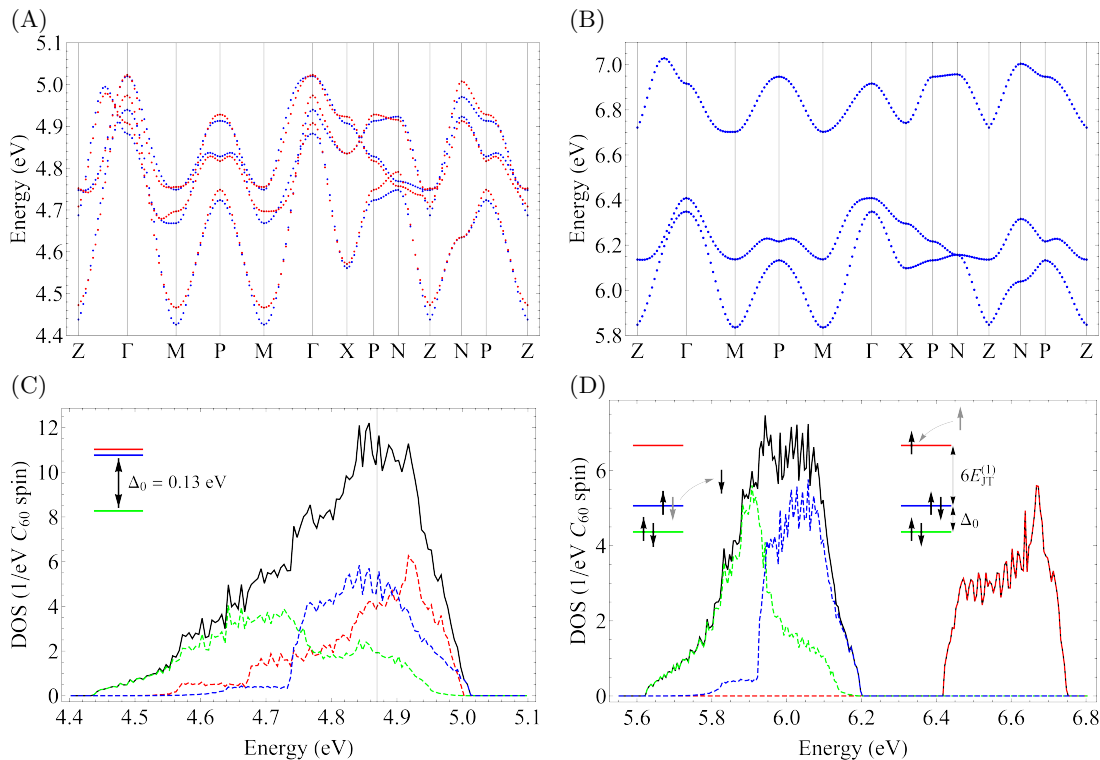 (A)
5.1
5.0
4.9
4.8
4.7
4.6
4.5
4.4
Energy (eV)
Z Γ M P M Γ X P N Z N P Z
(B)
7.0
6.8
6.6
6.4
6.2
6.0
5.8
Energy (eV)
Z Γ M P M Γ X P N Z N P Z
(C)
12
10
8
6
4
2
0
DOS (1/eV C60 spin)
Δ0 = 0.13 eV
4.4 4.5 4.6 4.7 4.8 4.9 5.0 5.1
Energy (eV)
(D)
6
4
2
0
DOS (1/eV C60 spin)
6E_JT^(1)
Δ0
5.6 5.8 6.0 6.2 6.4 6.6 6.8
Energy (eV)